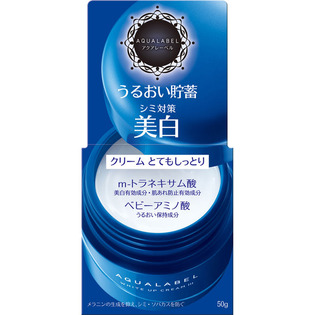 AQUALABEL
アクアレーベル
うるおい貯蓄
シミ対策
美白
クリーム とてもしっとり
m-トラネキサム酸
美白有効成分・肌あれ防止有効成分
ベビーアミノ酸
うるおい保持成分
AQUALABEL
WHITE UP CREAM III
メラニンの生成を抑え、シミ・ソバカスを防ぐ
50g